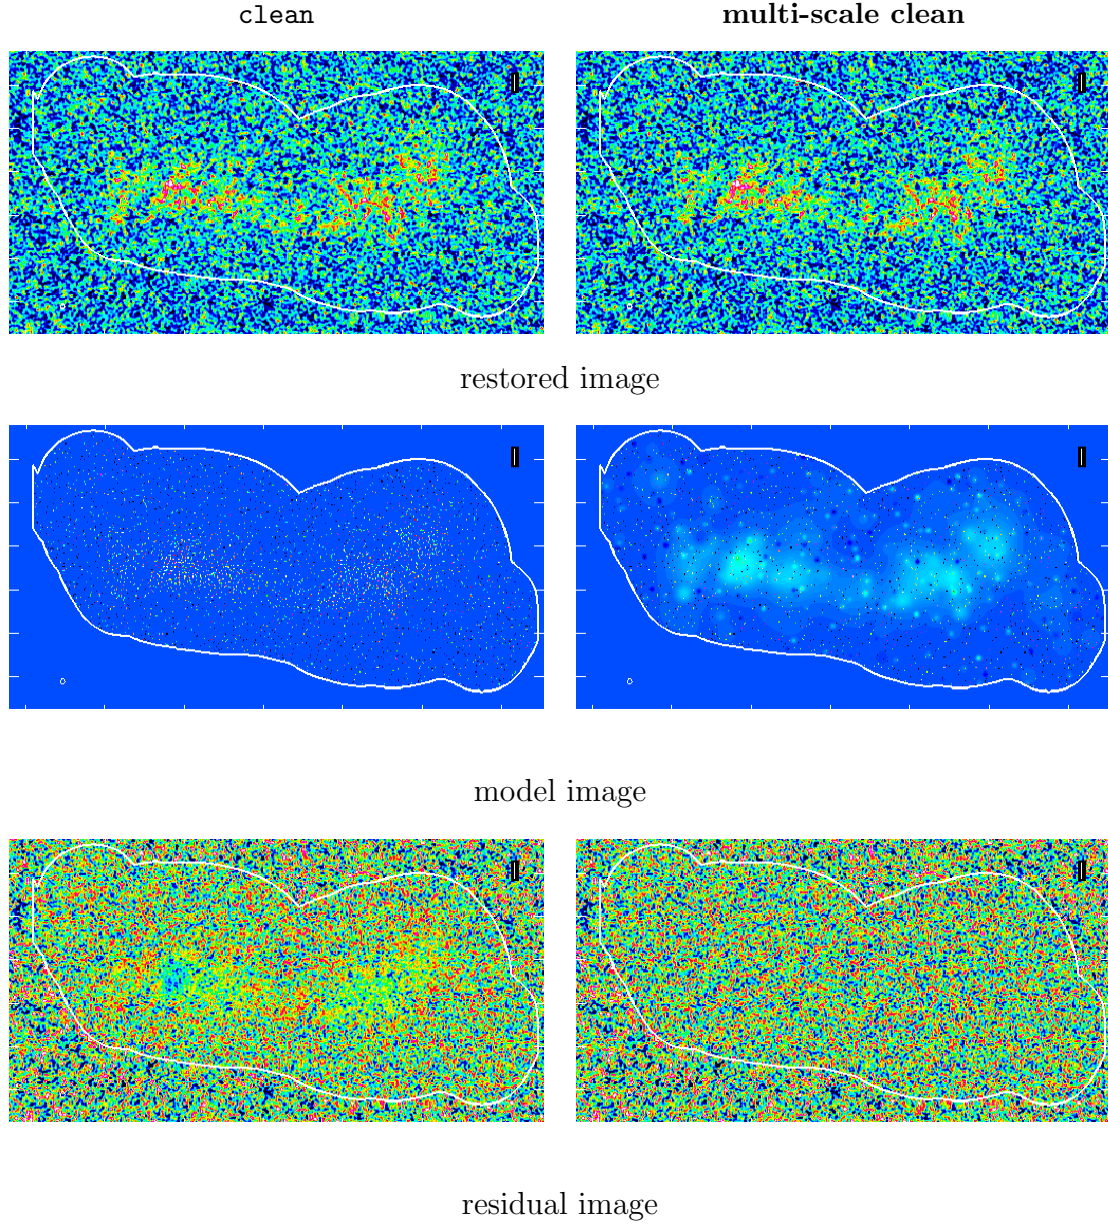 clean
multi-scale clean
restored image
model image
residual image